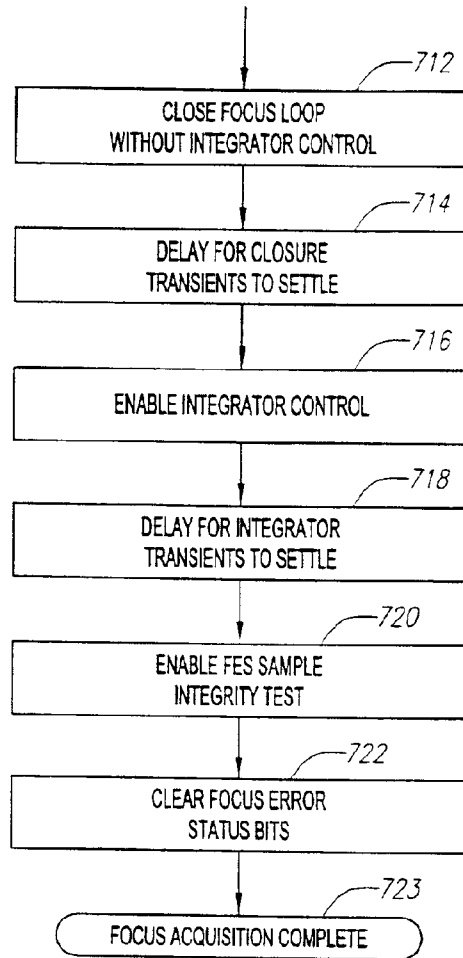 712
CLOSE FOCUS LOOP
WITHOUT INTEGRATOR CONTROL
714
DELAY FOR CLOSURE
TRANSIENTS TO SETTLE
716
ENABLE INTEGRATOR CONTROL
718
DELAY FOR INTEGRATOR
TRANSIENTS TO SETTLE
720
ENABLE FES SAMPLE
INTEGRITY TEST
722
CLEAR FOCUS ERROR
STATUS BITS
723
FOCUS ACQUISITION COMPLETE